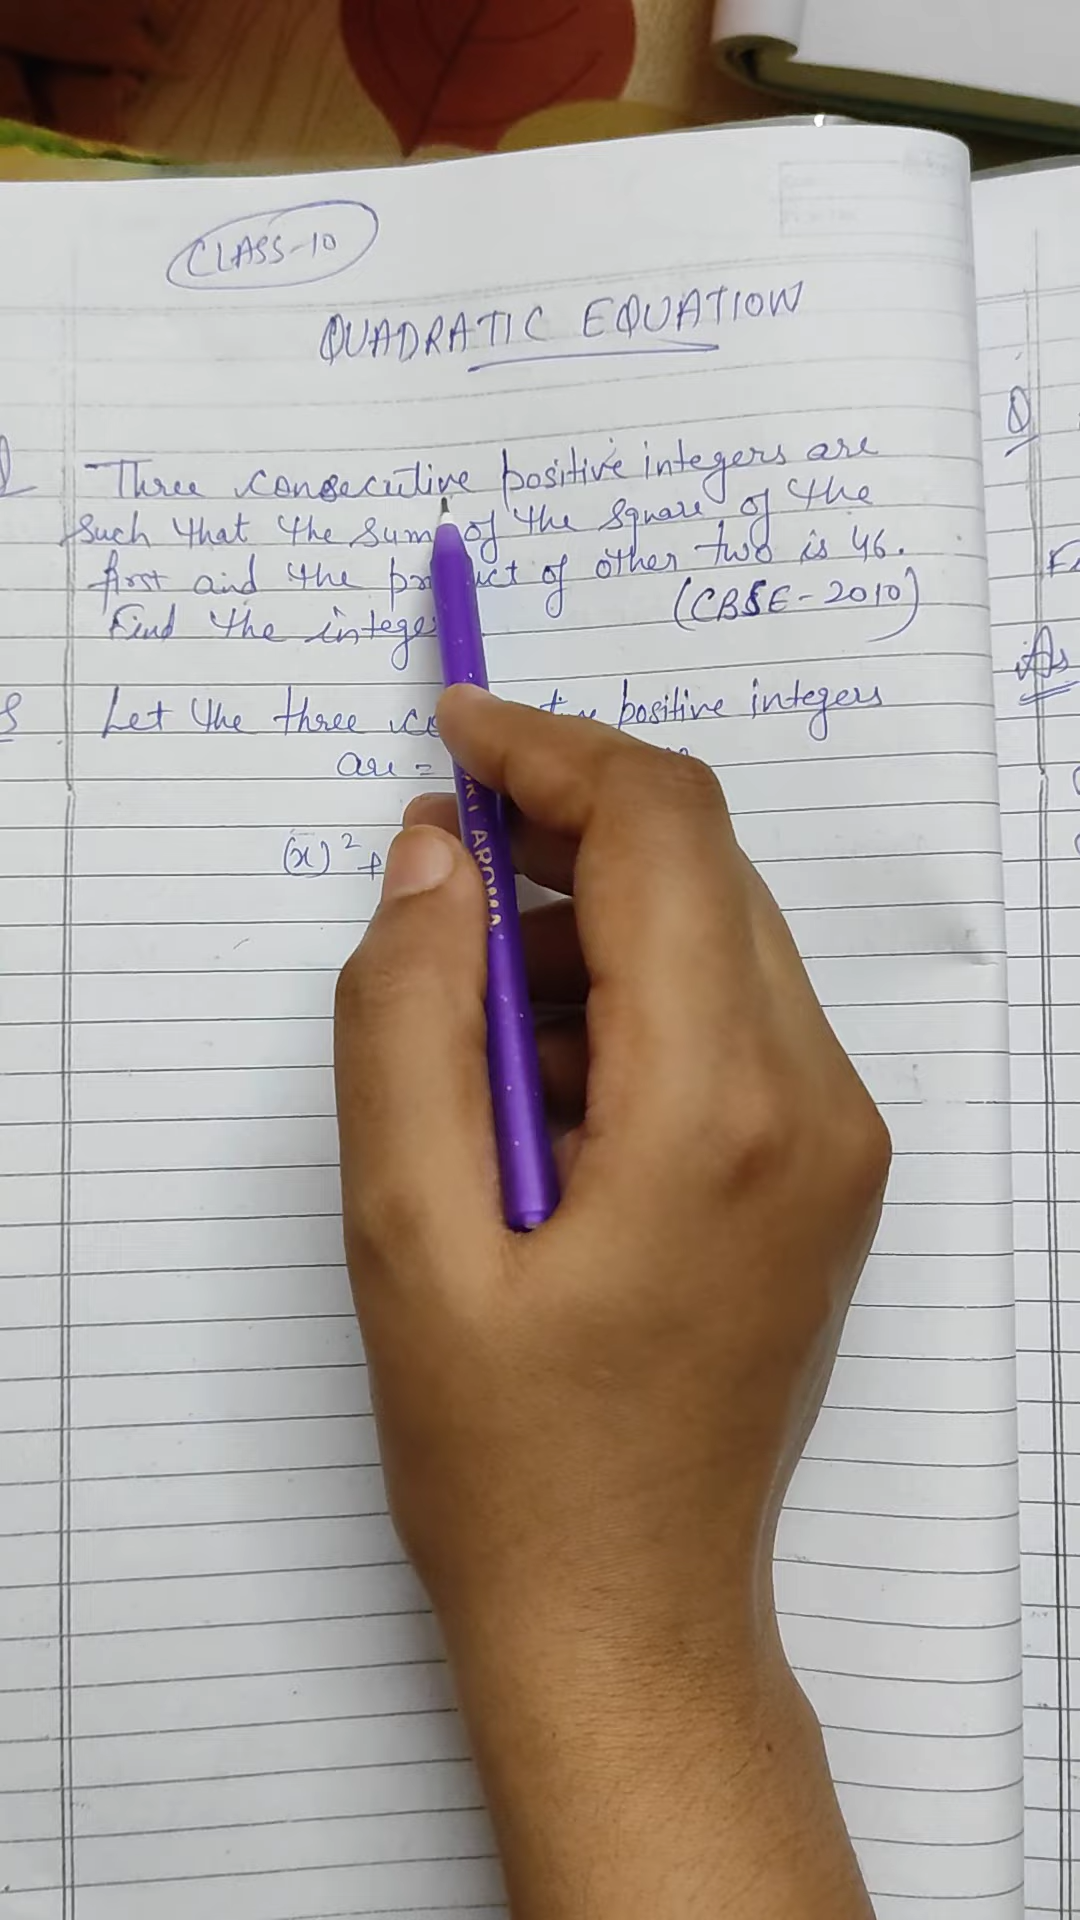 CLASS-10
QUADRATIC EQUATION
Three consecutive positive integers are
such that the sum of the square of the
first and the product of other two is 46.
Find the intege (CBSE-2010)
Let the three positive integers
are =
(x)² +
Q
AROMA